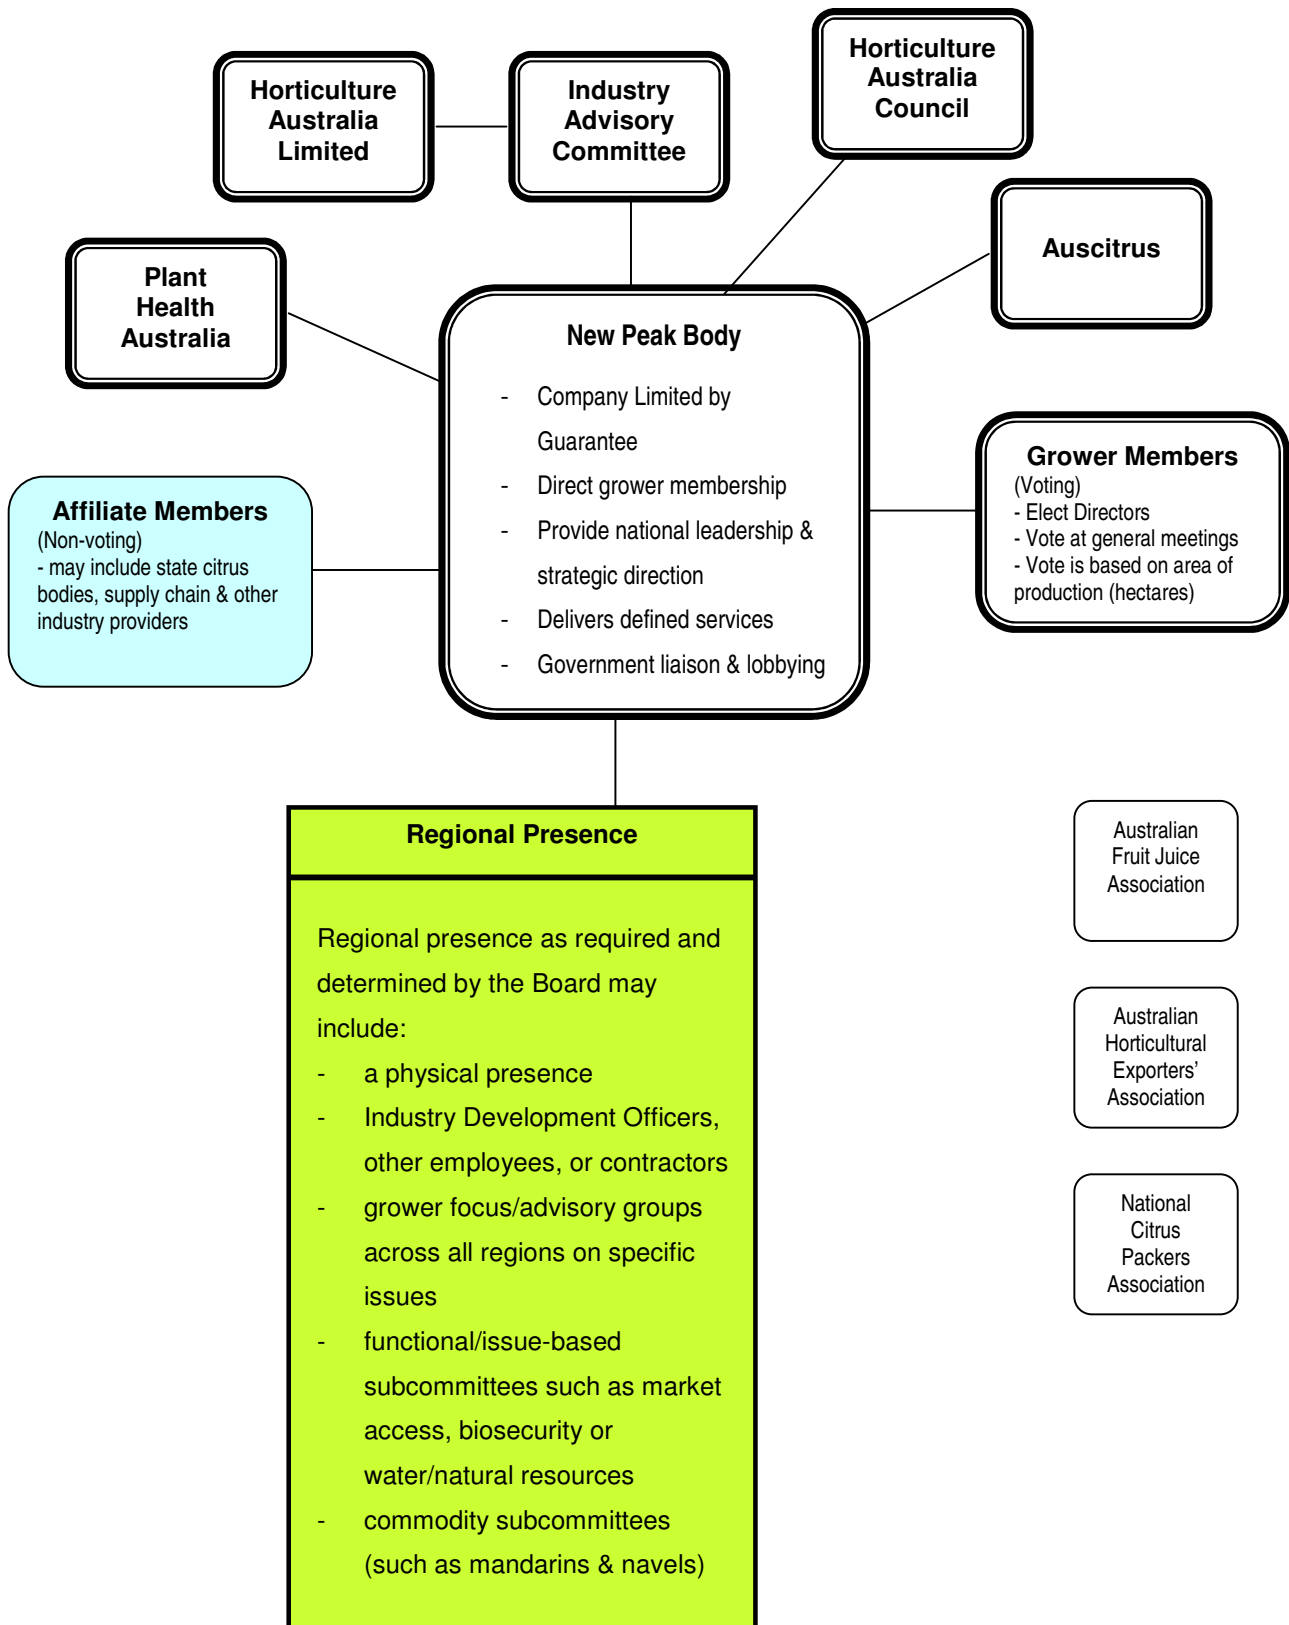 Horticulture
Australia
Limited
Industry
Advisory
Committee
Horticulture
Australia
Council
Auscitrus
Plant
Health
Australia
New Peak Body
- Company Limited by
Guarantee
- Direct grower membership
- Provide national leadership &
strategic direction
- Delivers defined services
- Government liaison & lobbying
Grower Members
(Voting)
- Elect Directors
- Vote at general meetings
- Vote is based on area of
production (hectares)
Affiliate Members
(Non-voting)
- may include state citrus
bodies, supply chain & other
industry providers
Regional Presence
Regional presence as required and
determined by the Board may
include:
- a physical presence
- Industry Development Officers,
other employees, or contractors
- grower focus/advisory groups
across all regions on specific
issues
- functional/issue-based
subcommittees such as market
access, biosecurity or
water/natural resources
- commodity subcommittees
(such as mandarins & navels)
Australian
Fruit Juice
Association
Australian
Horticultural
Exporters’
Association
National
Citrus
Packers
Association